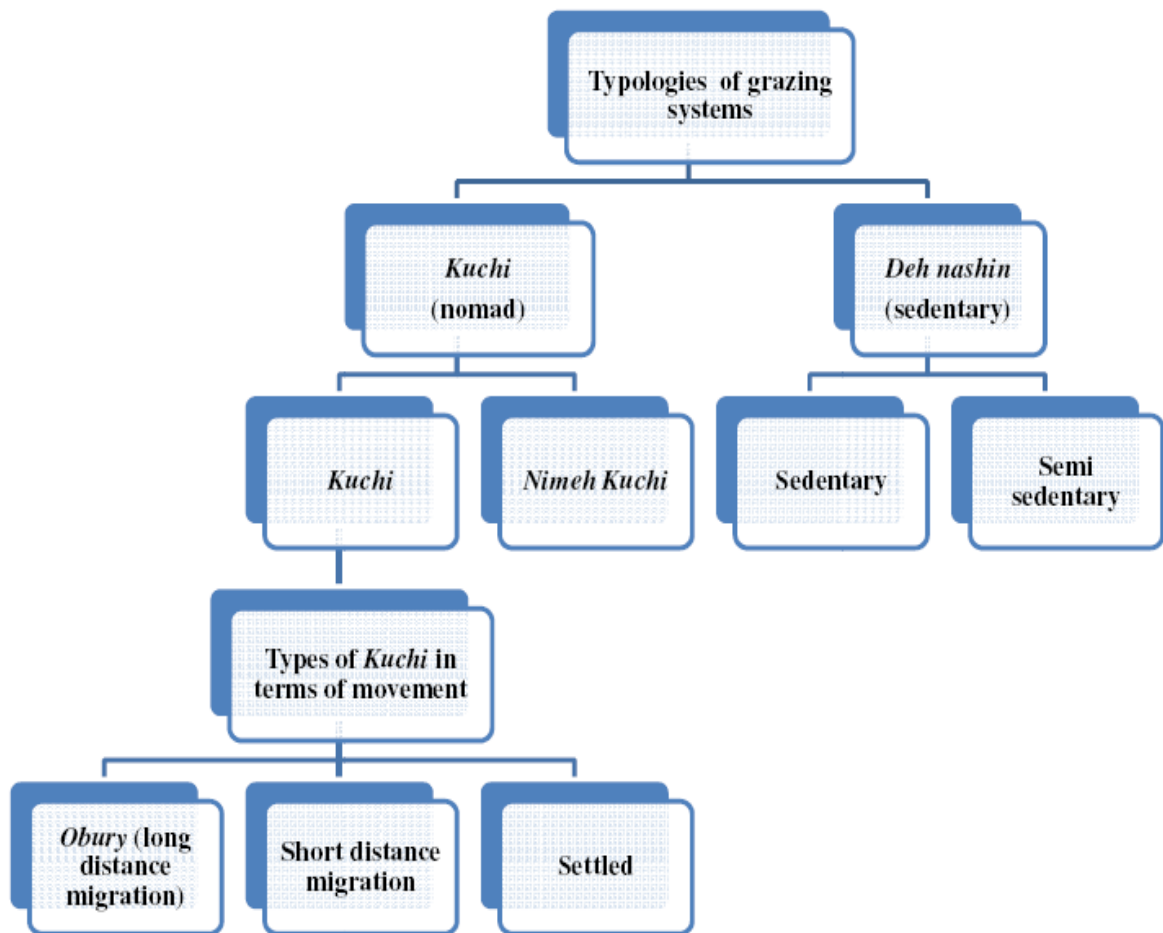 Typologies of grazing
systems
Kuchi
(nomad)
Deh nashin
(sedentary)
Kuchi
Nimeh Kuchi
Sedentary
Semi
sedentary
Types of Kuchi in
terms of movement
Obury (long
distance
migration)
Short distance
migration
Settled